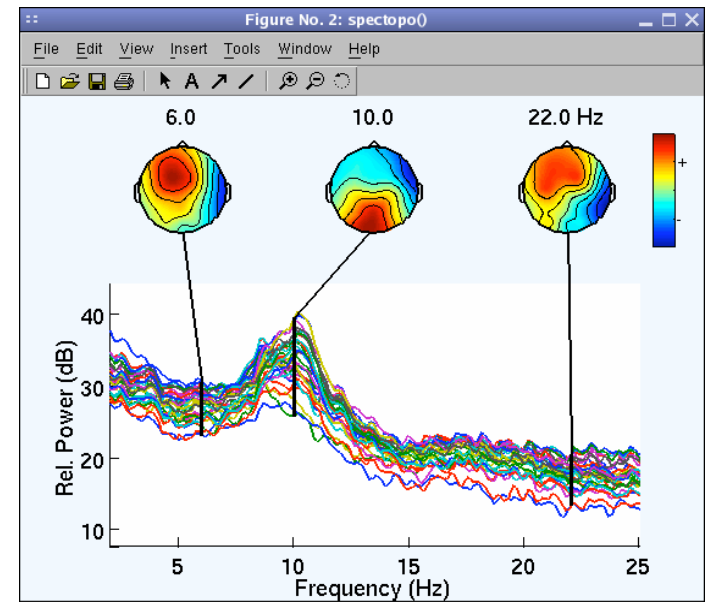 Figure No. 2: spectopo()
File Edit View Insert Tools Window Help
A
6.0 10.0 22.0 Hz
+
-
40
30
20
10
Rel. Power (dB)
5 10 15 20 25
Frequency (Hz)